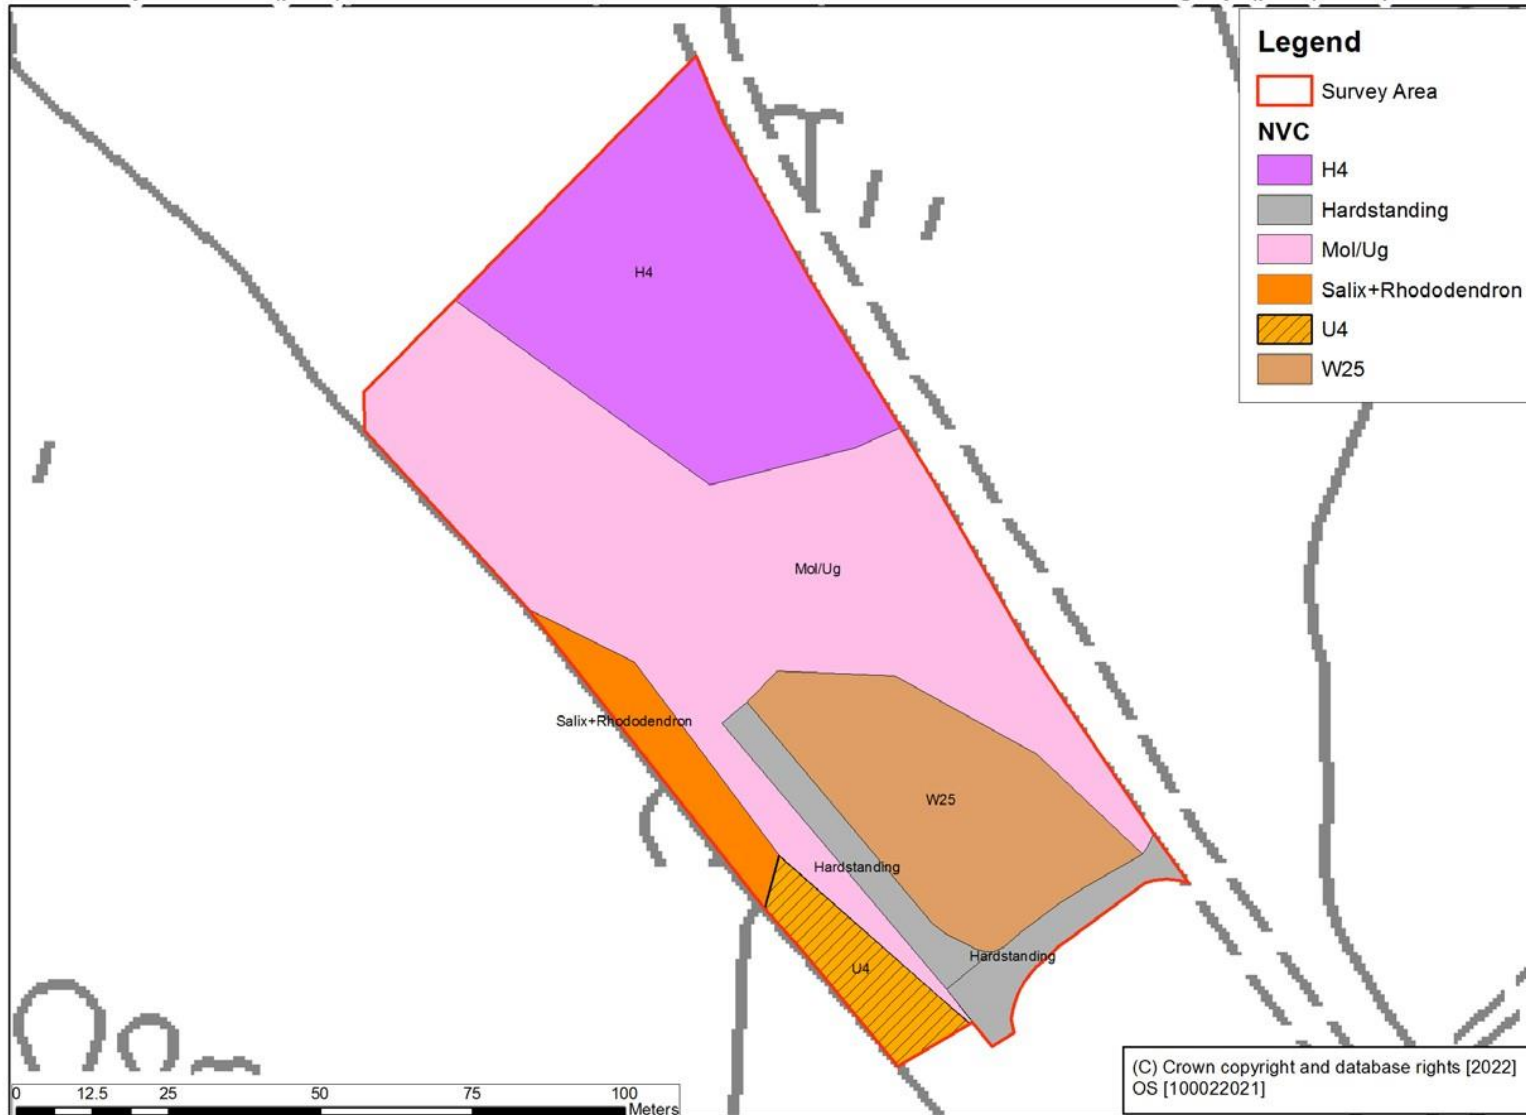 Legend
Survey Area
NVC
H4
Hardstanding
Mol/Ug
Salix+Rhododendron
U4
W25
H4
Mol/Ug
Salix+Rhododendron
W25
Hardstanding
Hardstanding
U4
(C) Crown copyright and database rights [2022]
OS [100022021]
0 12.5 25 50 75 100
Meters